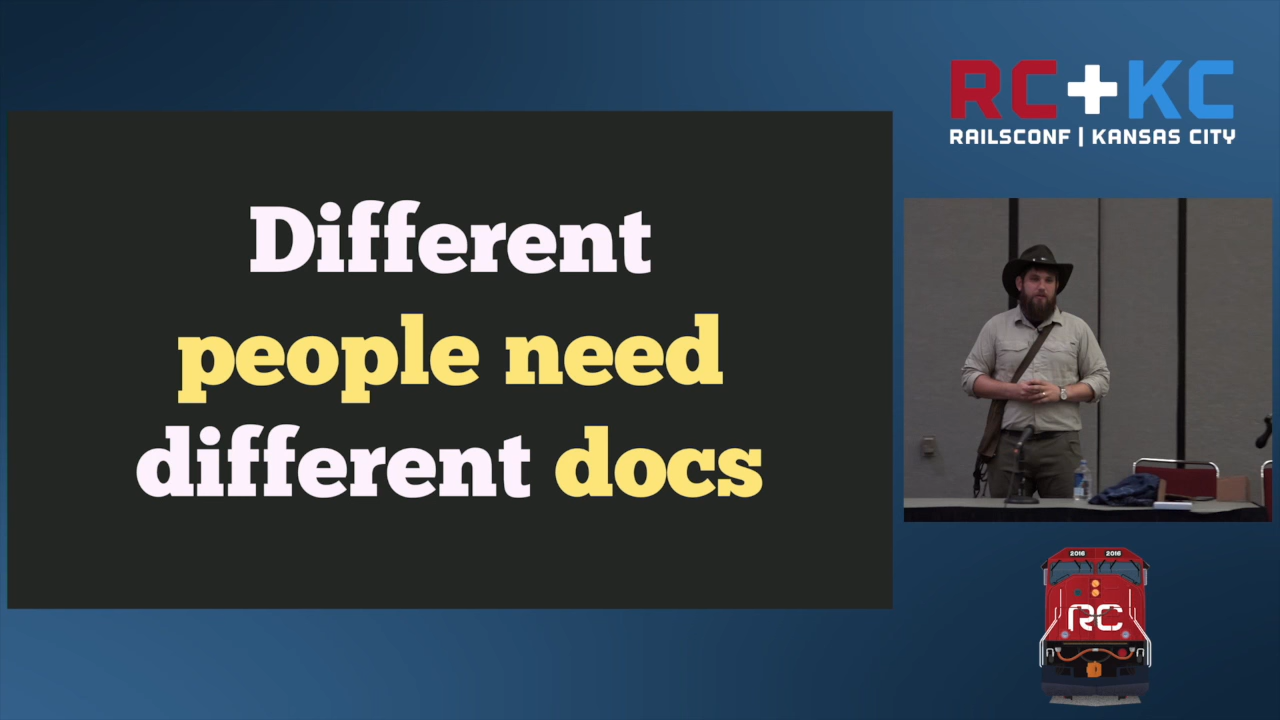 RC+KC
RAILSCONF | KANSAS CITY
Different
people need
different docs
2016 2016
RC